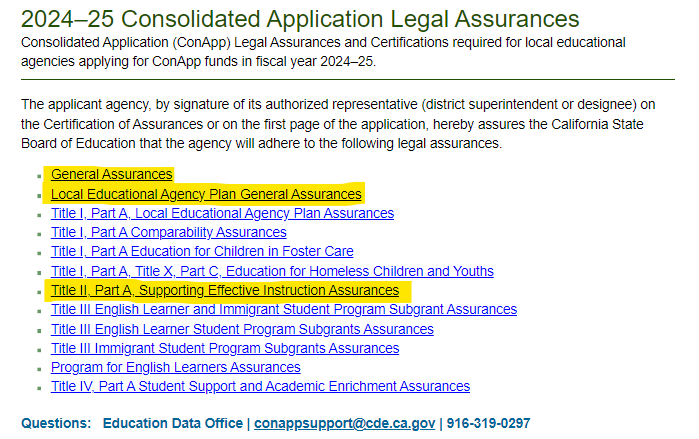 2024–25 Consolidated Application Legal Assurances
Consolidated Application (ConApp) Legal Assurances and Certifications required for local educational
agencies applying for ConApp funds in fiscal year 2024–25.
The applicant agency, by signature of its authorized representative (district superintendent or designee) on
the Certification of Assurances or on the first page of the application, hereby assures the California State
Board of Education that the agency will adhere to the following legal assurances.
General Assurances
Local Educational Agency Plan General Assurances
Title I, Part A, Local Educational Agency Plan Assurances
Title I, Part A Comparability Assurances
Title I, Part A Education for Children in Foster Care
Title I, Part A, Title X, Part C, Education for Homeless Children and Youths
Title II, Part A, Supporting Effective Instruction Assurances
Title III English Learner and Immigrant Student Program Subgrant Assurances
Title III English Learner Student Program Subgrants Assurances
Title III Immigrant Student Program Subgrants Assurances
Program for English Learners Assurances
Title IV, Part A Student Support and Academic Enrichment Assurances
Questions: Education Data Office | conappsupport@cde.ca.gov | 916-319-0297